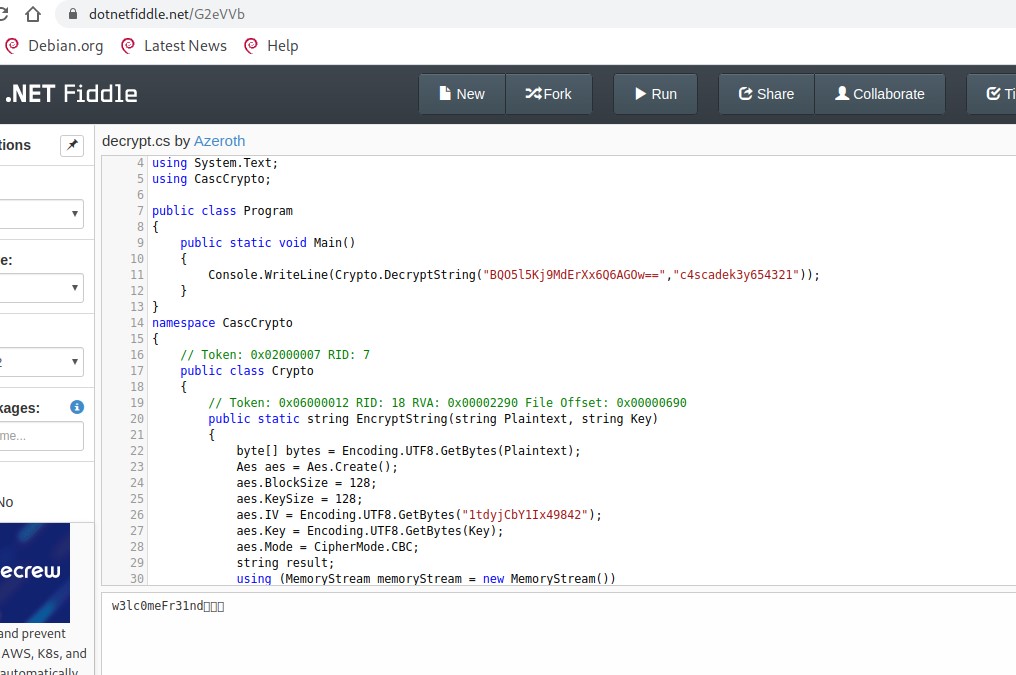 dotnetfiddle.net/G2eVVb
Debian.org Latest News Help
.NET Fiddle New Fork Run Share Collaborate Ti
tions decrypt.cs by Azeroth
4 using System.Text;
5 using CascCrypto;
6
7 public class Program
8 {
9 public static void Main()
10 {
11 Console.WriteLine(Crypto.DecryptString("BQO5l5Kj9MdErXx6Q6AGOw==","c4scadek3y654321"));
12 }
13 }
14 namespace CascCrypto
15 {
16 // Token: 0x02000007 RID: 7
17 public class Crypto
18 {
19 // Token: 0x06000012 RID: 18 RVA: 0x00002290 File Offset: 0x00000690
20 public static string EncryptString(string Plaintext, string Key)
21 {
22 byte[] bytes = Encoding.UTF8.GetBytes(Plaintext);
23 Aes aes = Aes.Create();
24 aes.BlockSize = 128;
25 aes.KeySize = 128;
26 aes.IV = Encoding.UTF8.GetBytes("1tdyjCbY1Ix49842");
27 aes.Key = Encoding.UTF8.GetBytes(Key);
28 aes.Mode = CipherMode.CBC;
29 string result;
30 using (MemoryStream memoryStream = new MemoryStream())
e:
2
kages:
me...
No
ecrew
and prevent
AWS, K8s, and
automatically
w3lc0meFr31nd